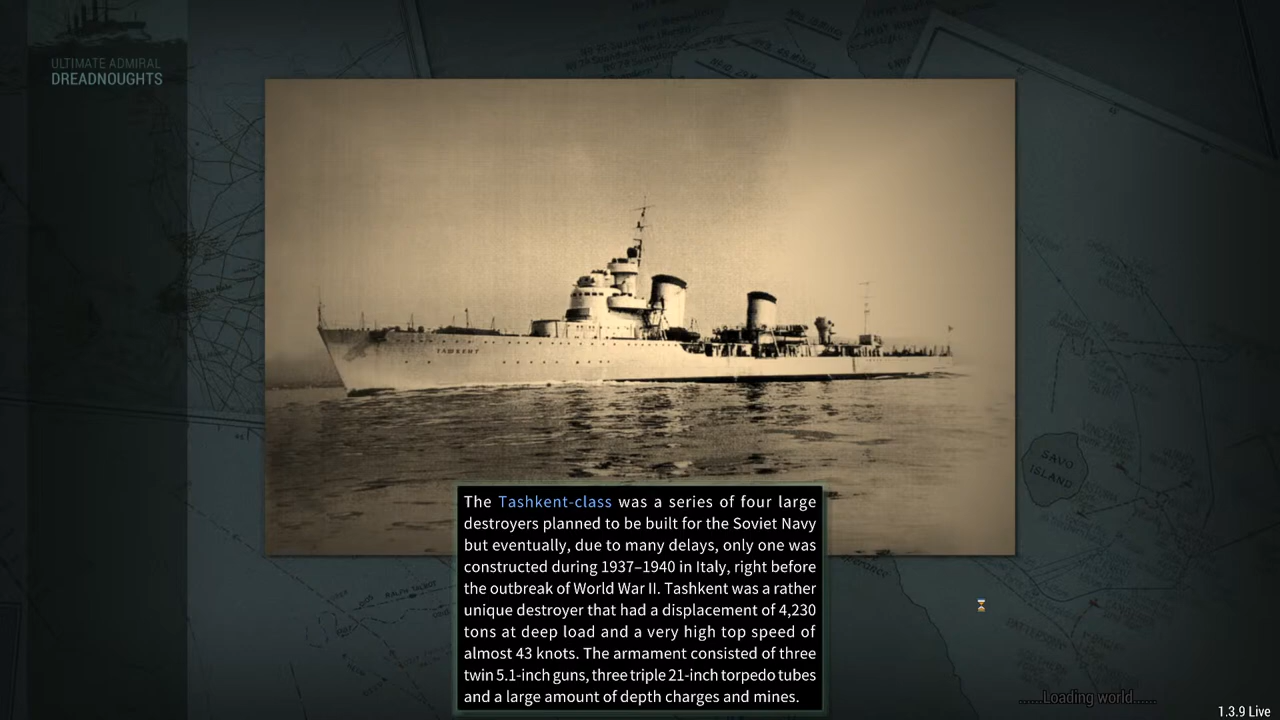 ULTIMATE ADMIRAL
DREADNOUGHTS
TASHKENT
SAVO
ISLAND
The Tashkent-class was a series of four large
destroyers planned to be built for the Soviet Navy
but eventually, due to many delays, only one was
constructed during 1937–1940 in Italy, right before
the outbreak of World War II. Tashkent was a rather
unique destroyer that had a displacement of 4,230
tons at deep load and a very high top speed of
almost 43 knots. The armament consisted of three
twin 5.1-inch guns, three triple 21-inch torpedo tubes
and a large amount of depth charges and mines.
......Loading world......
1.3.9 Live